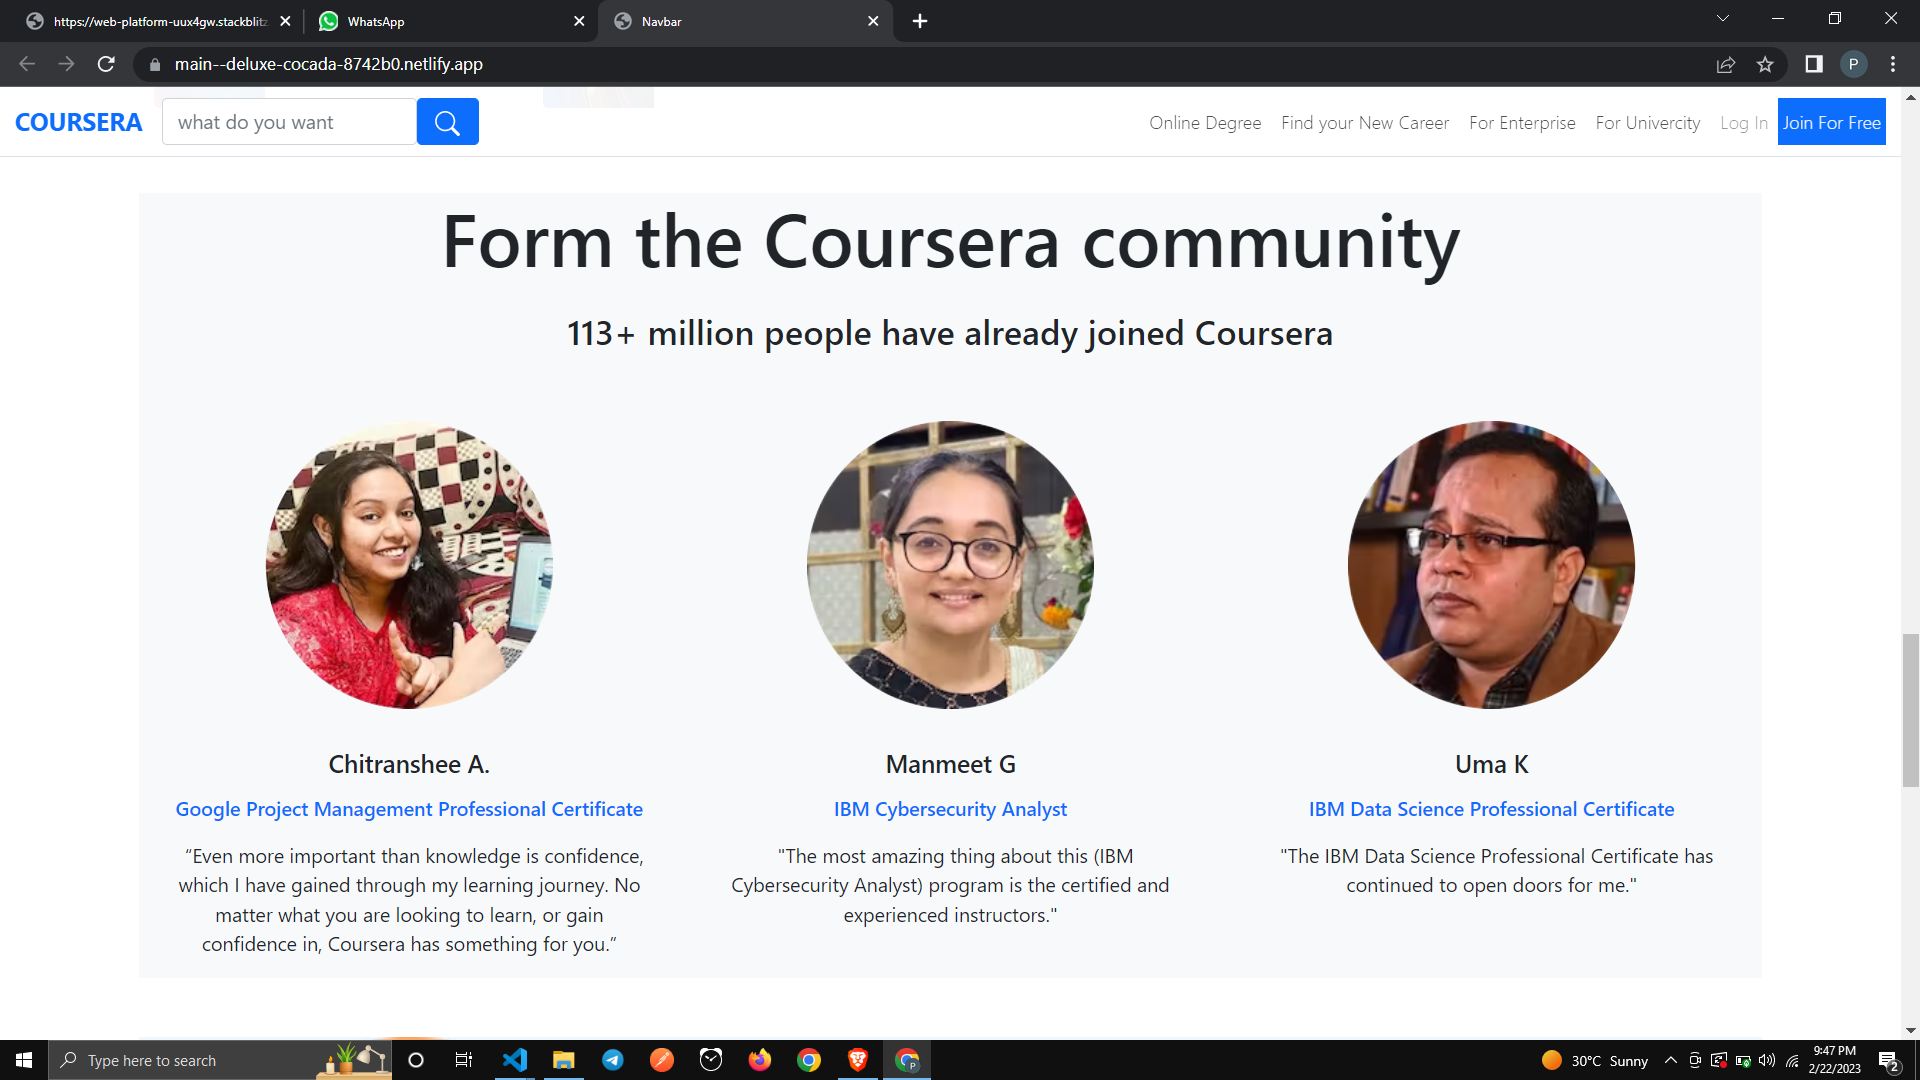 https://web-platform-uux4gw.stackblitz
WhatsApp
Navbar
main--deluxe-cocada-8742b0.netlify.app
P
COURSERA
what do you want
Online Degree
Find your New Career
For Enterprise
For Univercity
Log In
Join For Free
Form the Coursera community
113+ million people have already joined Coursera
Chitranshee A.
Google Project Management Professional Certificate
“Even more important than knowledge is confidence,
which I have gained through my learning journey. No
matter what you are looking to learn, or gain
confidence in, Coursera has something for you.”
Manmeet G
IBM Cybersecurity Analyst
"The most amazing thing about this (IBM
Cybersecurity Analyst) program is the certified and
experienced instructors."
Uma K
IBM Data Science Professional Certificate
"The IBM Data Science Professional Certificate has
continued to open doors for me."
Type here to search
P
30°C Sunny
9:47 PM
2/22/2023
2